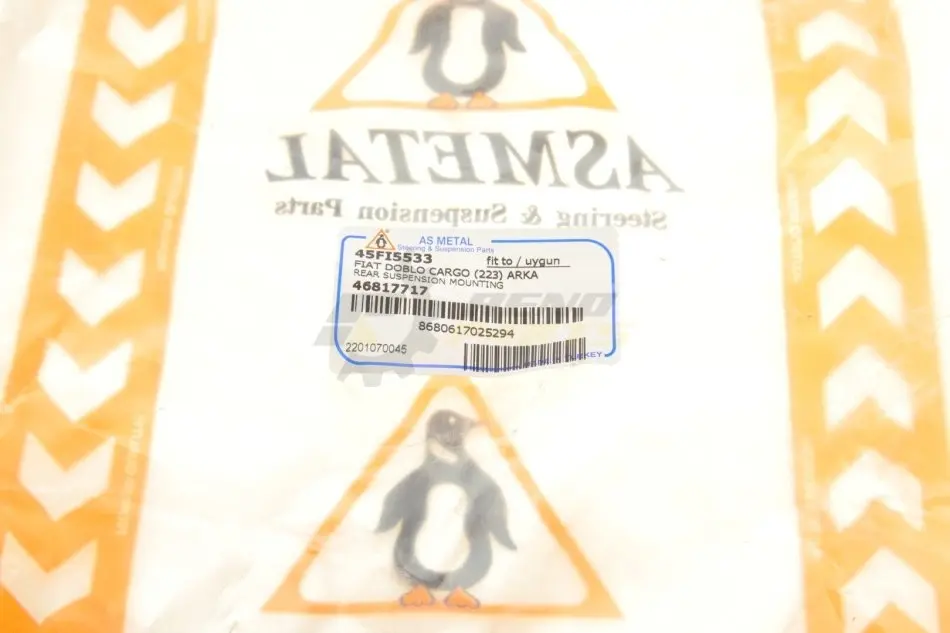 ASMETAL
Steering & Suspension Parts
AS METAL
Steering & Suspension Parts
45FI5533 fit to / uygun
FIAT DOBLO CARGO (223) ARKA
REAR SUSPENSION MOUNTING
46817717
8680617025294
2201070045
TURKEY